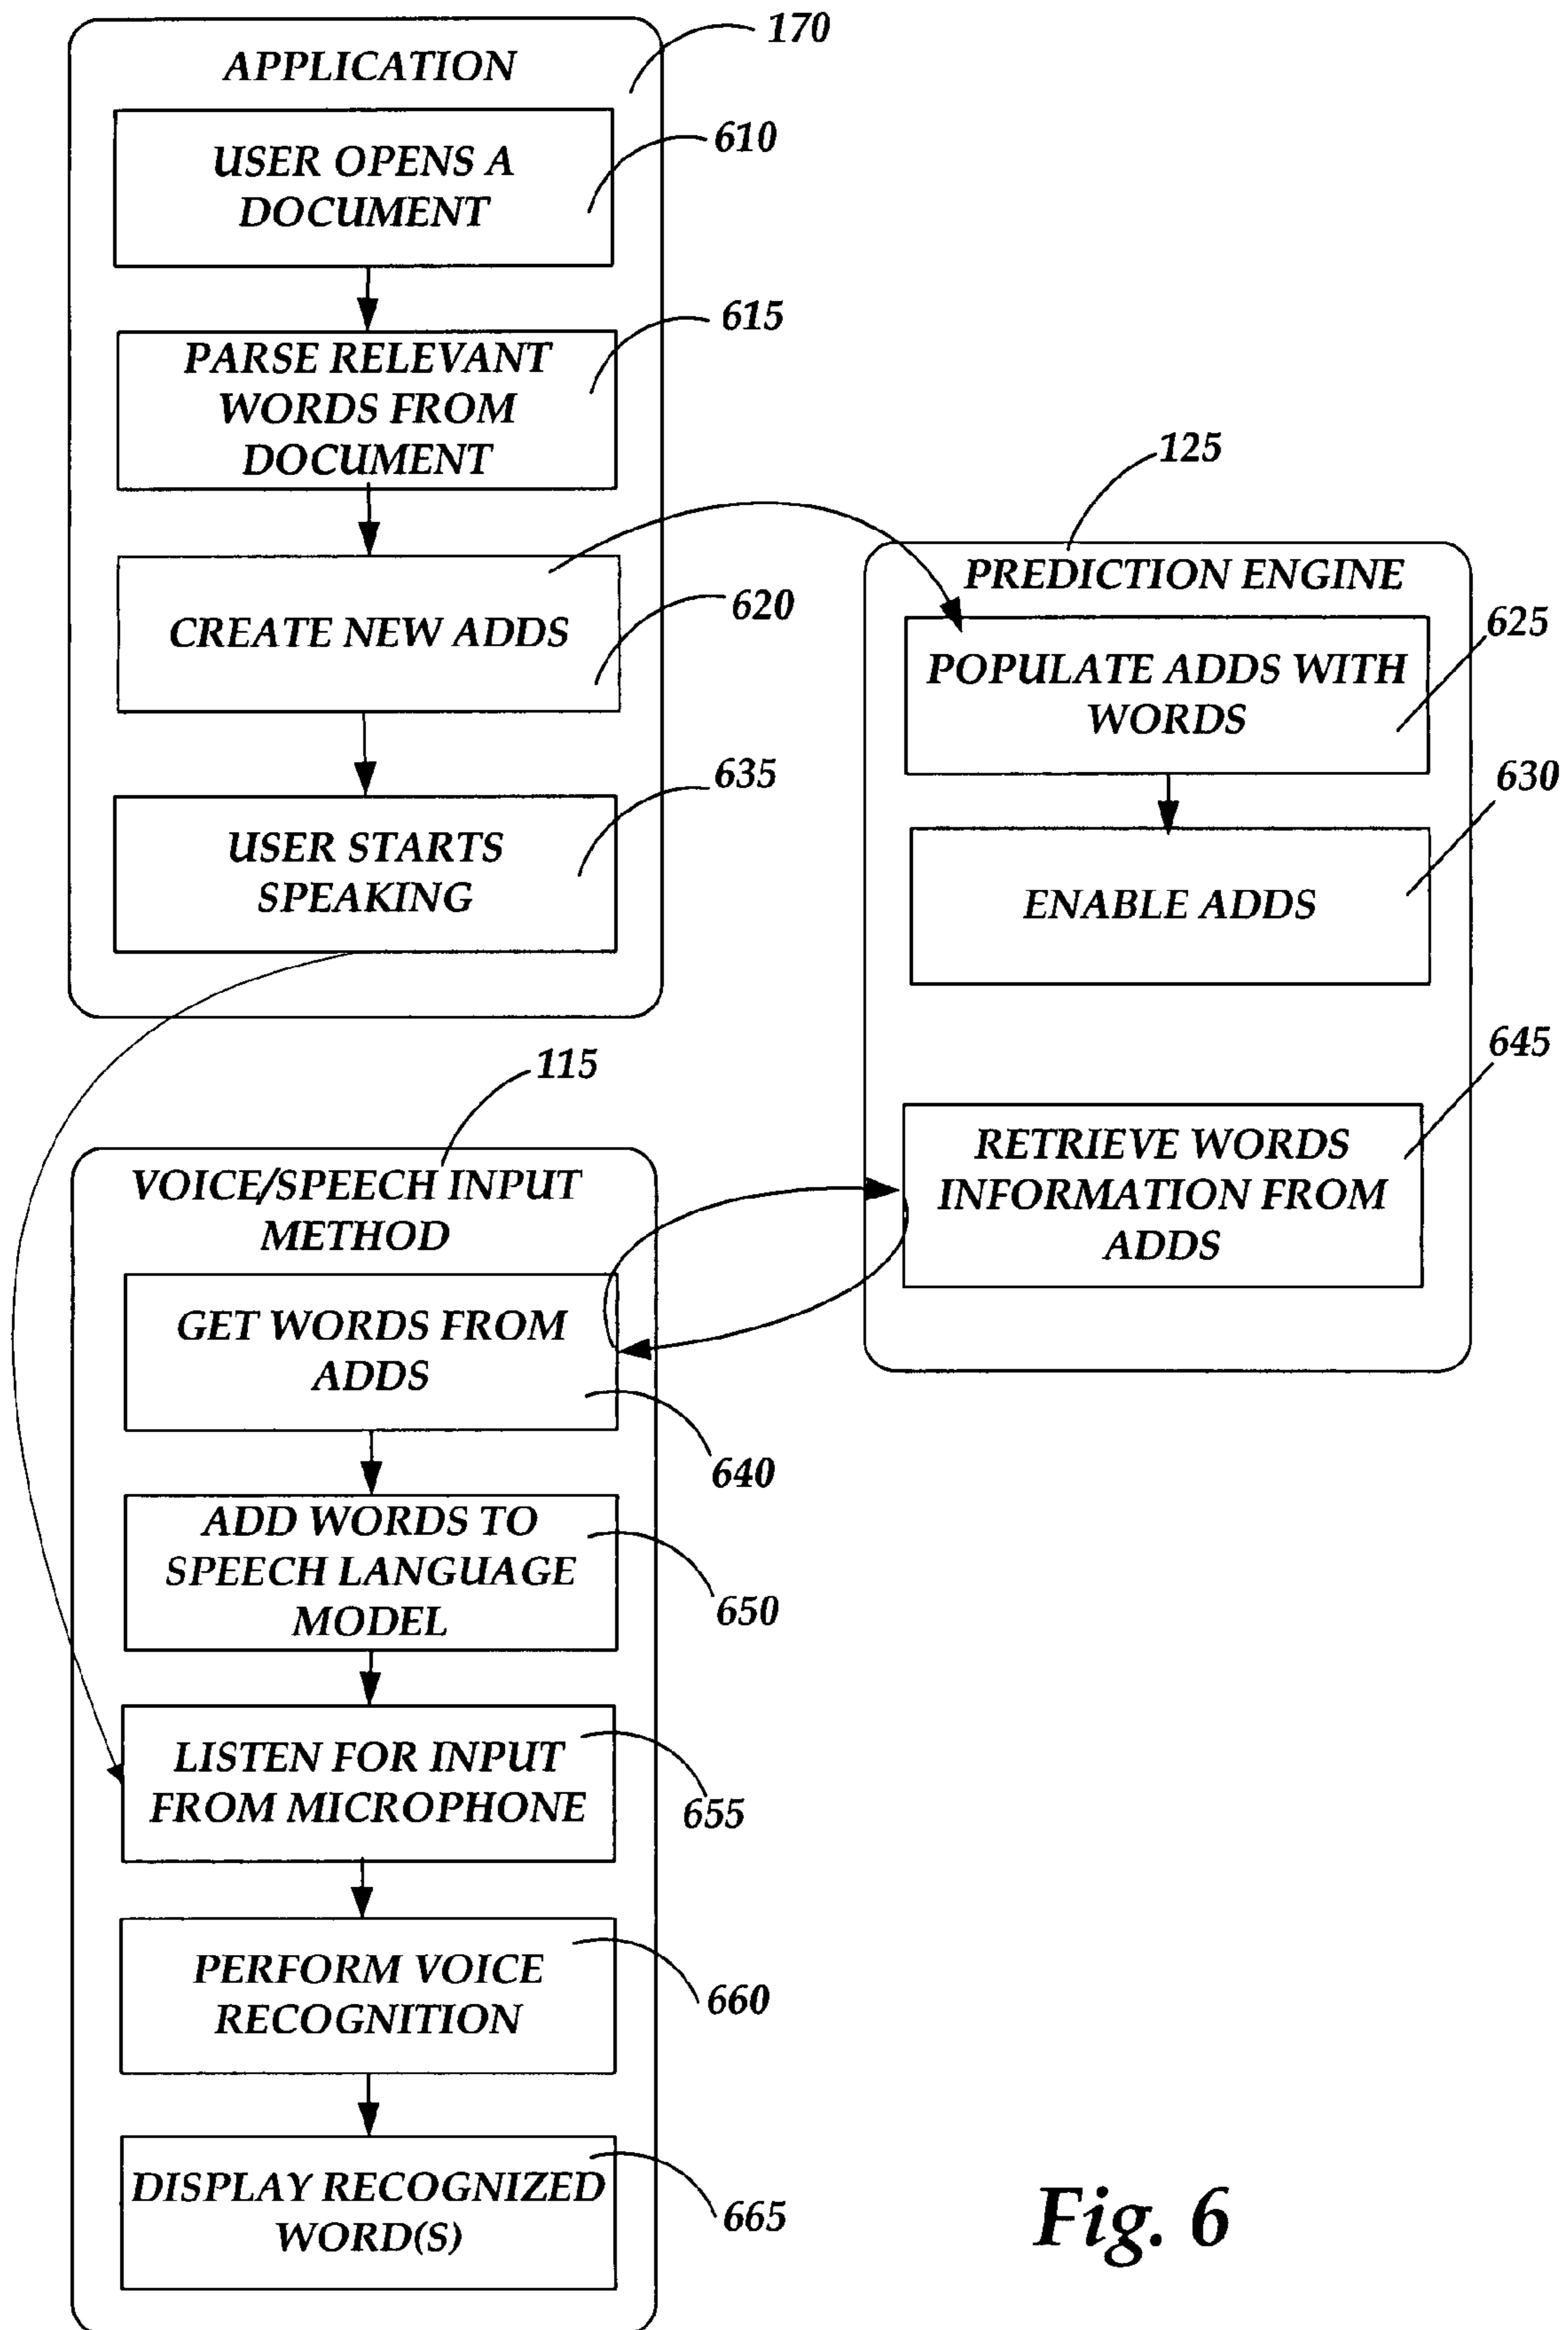 170
APPLICATION
610
USER OPENS A
DOCUMENT
615
PARSE RELEVANT
WORDS FROM
DOCUMENT
620
CREATE NEW ADDS
635
USER STARTS
SPEAKING
125
PREDICTION ENGINE
625
POPULATE ADDS WITH
WORDS
630
ENABLE ADDS
645
RETRIEVE WORDS
INFORMATION FROM
ADDS
115
VOICE/SPEECH INPUT
METHOD
GET WORDS FROM
ADDS
640
ADD WORDS TO
SPEECH LANGUAGE
MODEL
650
LISTEN FOR INPUT
FROM MICROPHONE
655
PERFORM VOICE
RECOGNITION
660
DISPLAY RECOGNIZED
WORD(S)
665
Fig. 6